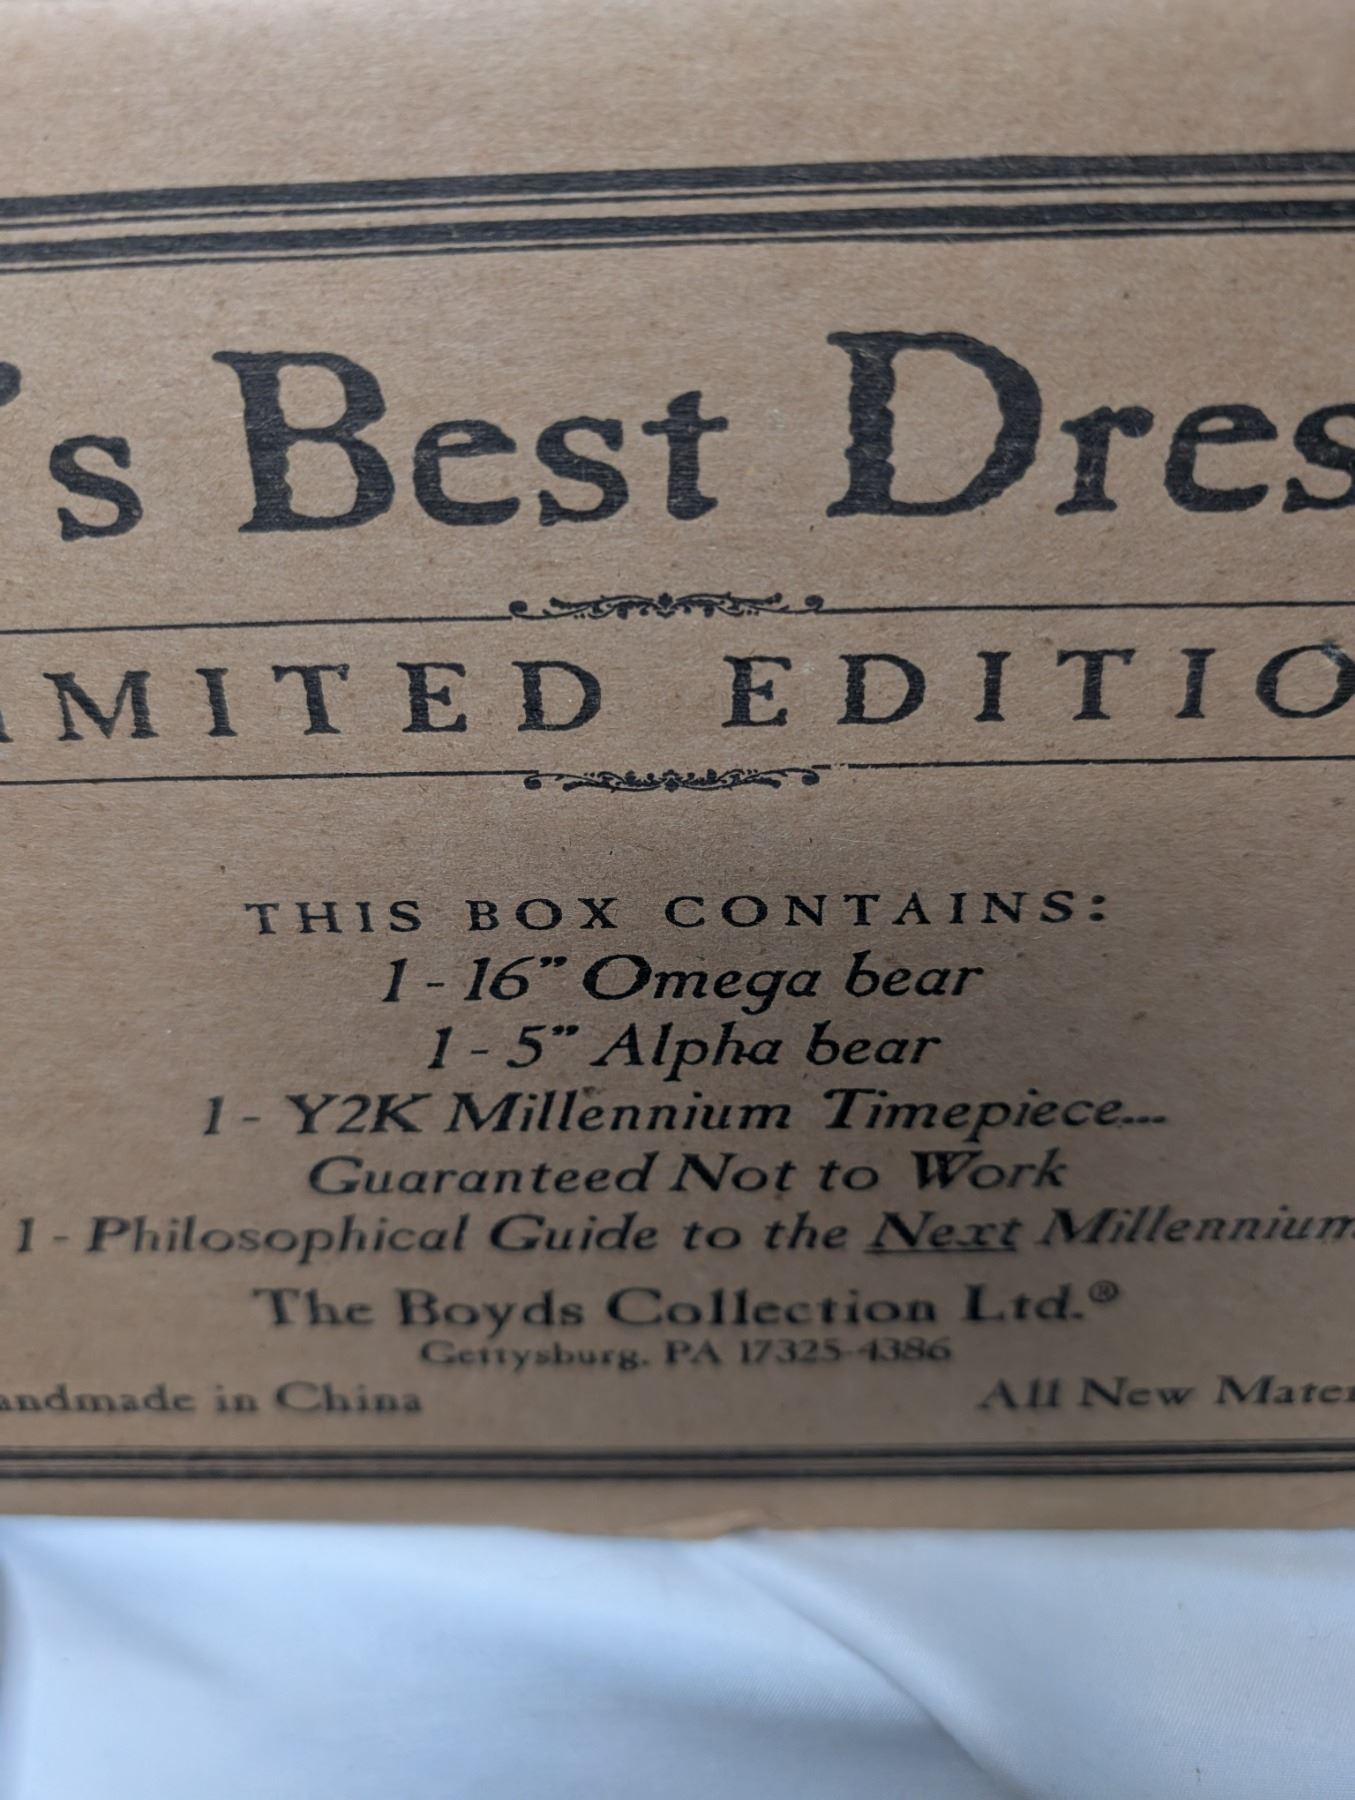 's Best Dres
IMITED EDITIO
THIS BOX CONTAINS:
1 - 16” Omega bear
1 - 5” Alpha bear
1 - Y2K Millennium Timepiece...
Guaranteed Not to Work
1 - Philosophical Guide to the Next Millennium
The Boyds Collection Ltd.®
Gettysburg, PA 17325-4386
andmade in China All New Mater